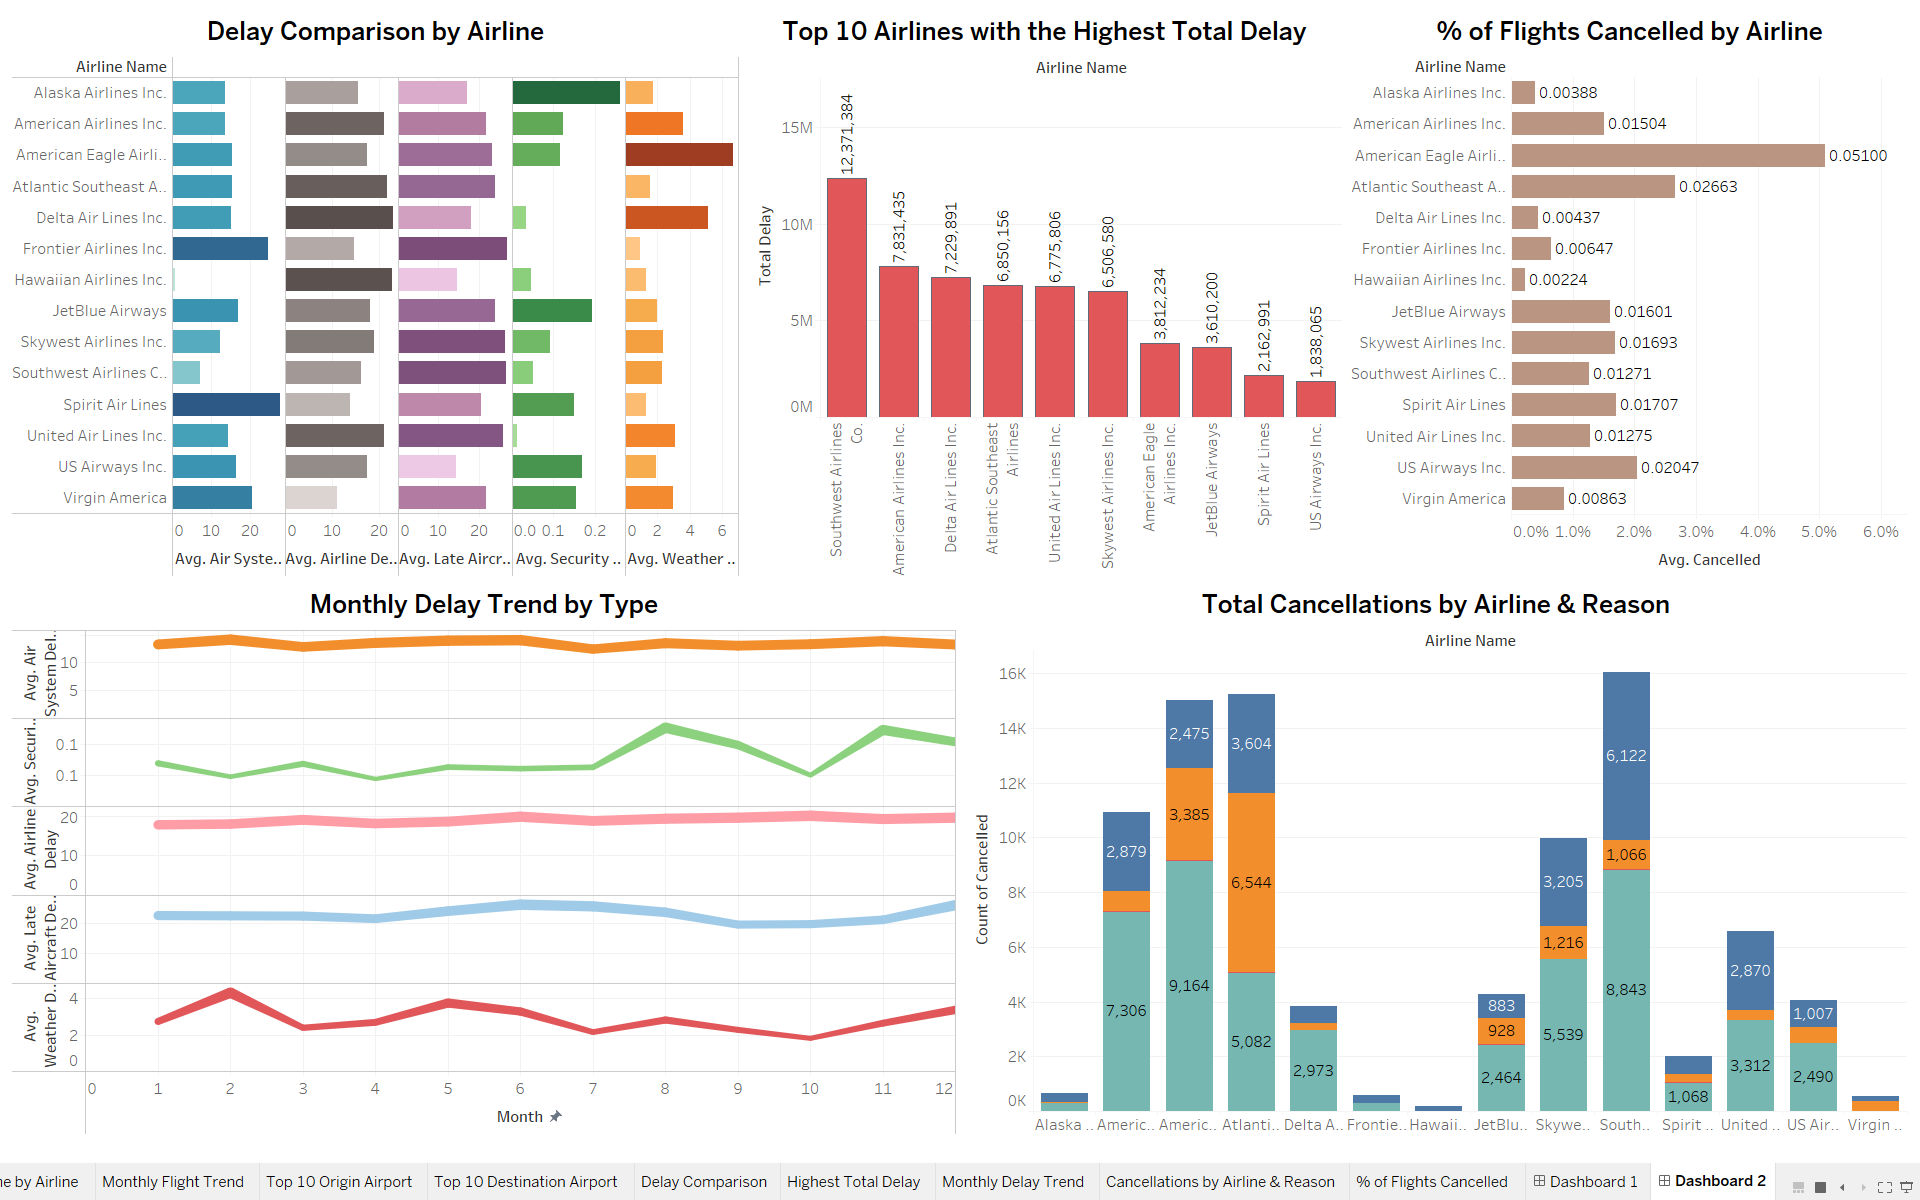 Delay Comparison by Airline
Airline Name
Alaska Airlines Inc.
American Airlines Inc.
American Eagle Airli..
Atlantic Southeast A..
Delta Air Lines Inc.
Frontier Airlines Inc.
Hawaiian Airlines Inc.
JetBlue Airways
Skywest Airlines Inc.
Southwest Airlines C..
Spirit Air Lines
United Air Lines Inc.
US Airways Inc.
Virgin America
0 10 20
0 10 20
0 10 20
0.0 0.1 0.2
0 2 4 6
Avg. Air Syste..
Avg. Airline De..
Avg. Late Aircr..
Avg. Security ..
Avg. Weather ..
Top 10 Airlines with the Highest Total Delay
Airline Name
Total Delay
15M
10M
5M
0M
12,371,384
7,831,435
7,229,891
6,850,156
6,775,806
6,506,580
3,812,234
3,610,200
2,162,991
1,838,065
Southwest Airlines
Co.
American Airlines Inc.
Delta Air Lines Inc.
Atlantic Southeast
Airlines
United Air Lines Inc.
Skywest Airlines Inc.
American Eagle
Airlines Inc.
JetBlue Airways
Spirit Air Lines
US Airways Inc.
% of Flights Cancelled by Airline
Airline Name
Alaska Airlines Inc. 0.00388
American Airlines Inc. 0.01504
American Eagle Airli.. 0.05100
Atlantic Southeast A.. 0.02663
Delta Air Lines Inc. 0.00437
Frontier Airlines Inc. 0.00647
Hawaiian Airlines Inc. 0.00224
JetBlue Airways 0.01601
Skywest Airlines Inc. 0.01693
Southwest Airlines C.. 0.01271
Spirit Air Lines 0.01707
United Air Lines Inc. 0.01275
US Airways Inc. 0.02047
Virgin America 0.00863
0.0% 1.0% 2.0% 3.0% 4.0% 5.0% 6.0%
Avg. Cancelled
Monthly Delay Trend by Type
Avg. Air
System Del..
10
5
Avg. Securi..
0.1
0.1
Avg. Airline
Delay
20
10
0
Avg. Late
Aircraft De..
20
10
Avg.
Weather D..
4
2
0
0 1 2 3 4 5 6 7 8 9 10 11 12
Month
Total Cancellations by Airline & Reason
Airline Name
Count of Cancelled
16K
14K
12K
10K
8K
6K
4K
2K
0K
2,879
7,306
2,475
3,385
9,164
3,604
6,544
5,082
2,973
883
928
2,464
3,205
1,216
5,539
6,122
1,066
8,843
1,068
2,870
3,312
1,007
2,490
Alaska .. Americ.. Americ.. Atlanti.. Delta A.. Frontie.. Hawaii.. JetBlu.. Skywe.. South.. Spirit .. United .. US Air.. Virgin ..
ne by Airline Monthly Flight Trend Top 10 Origin Airport Top 10 Destination Airport Delay Comparison Highest Total Delay Monthly Delay Trend Cancellations by Airline & Reason % of Flights Cancelled Dashboard 1 Dashboard 2